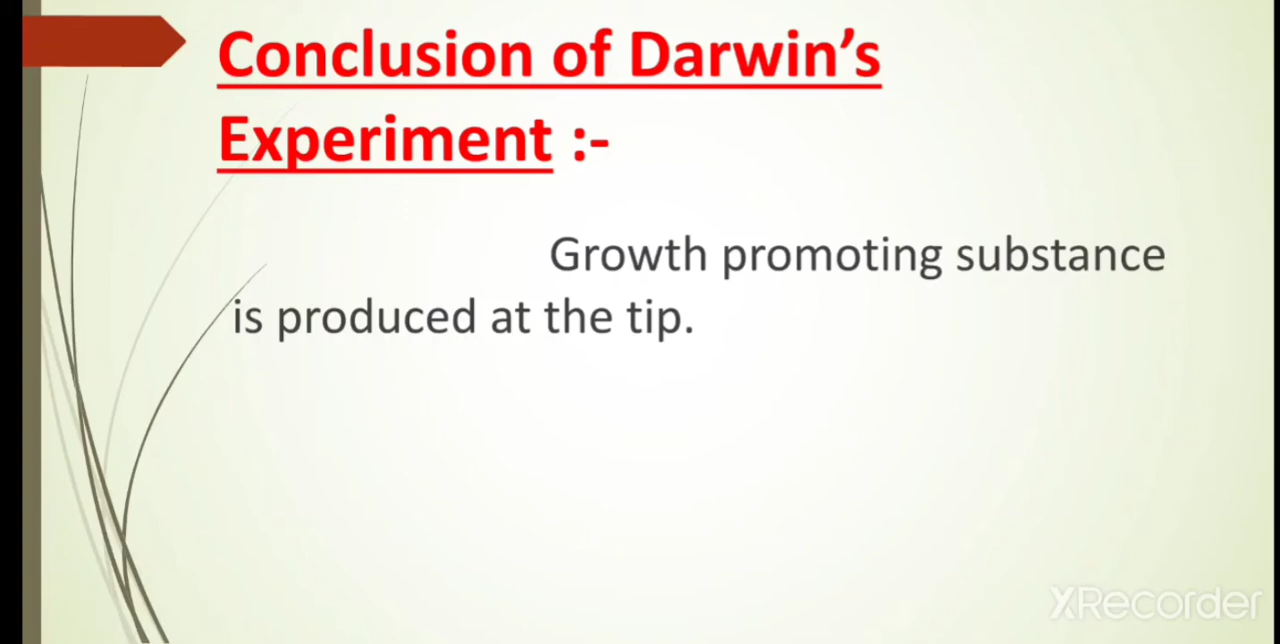 Conclusion of Darwin’s
Experiment :-
Growth promoting substance
is produced at the tip.
XRecorder